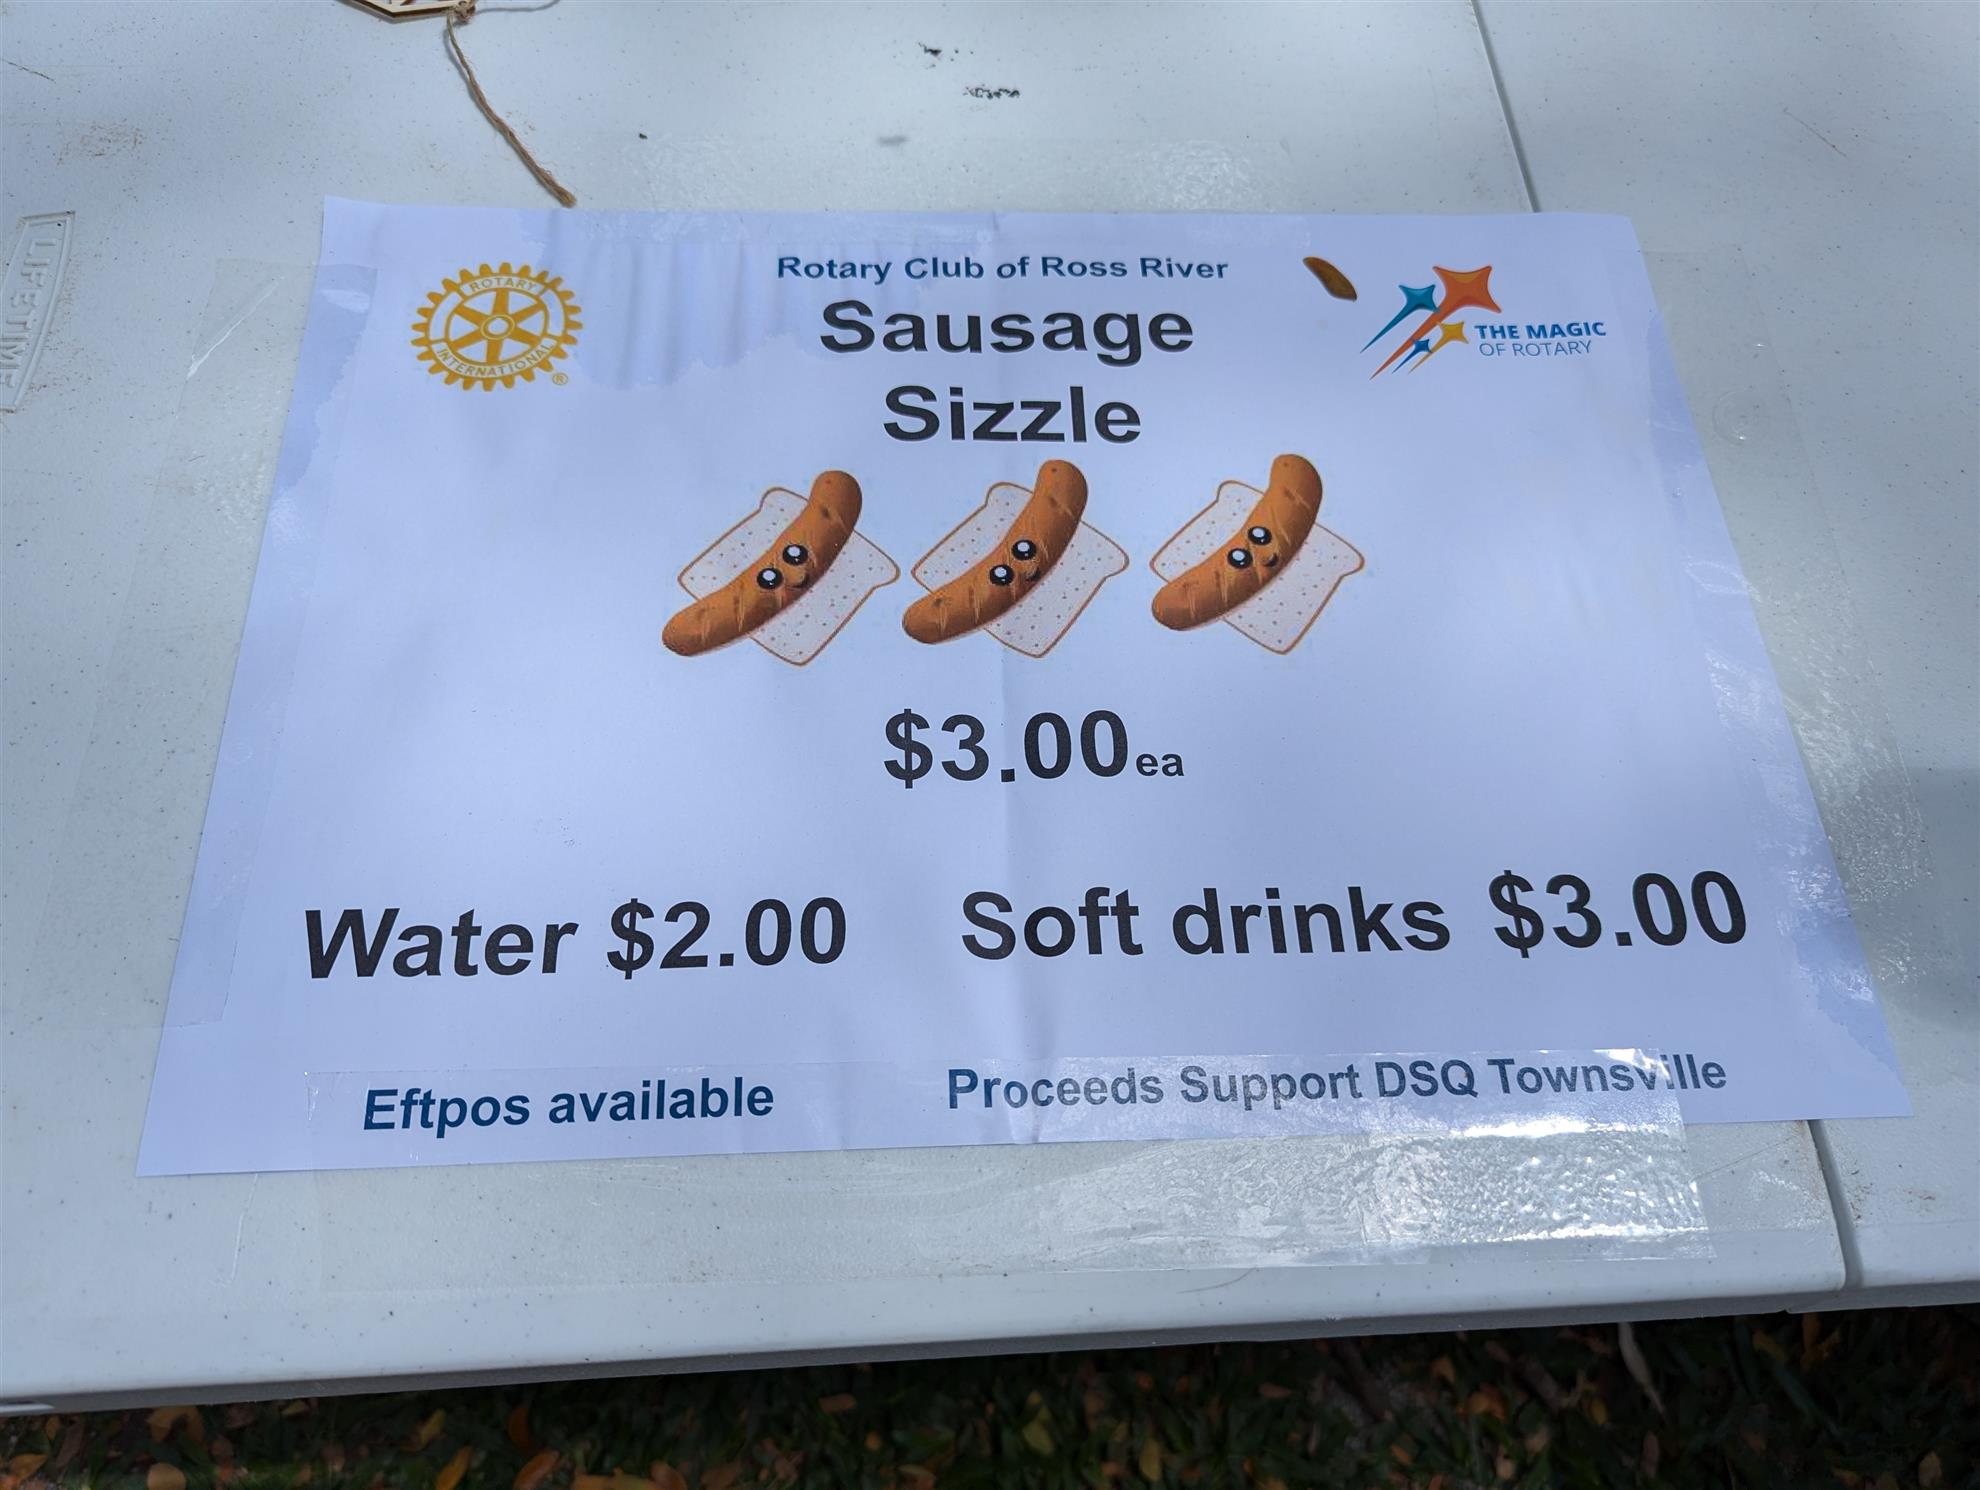 LIFETIME
Rotary Club of Ross River
ROTARY
INTERNATIONAL
®
Sausage
Sizzle
THE MAGIC
OF ROTARY
$3.00ea
Water $2.00 Soft drinks $3.00
Eftpos available Proceeds Support DSQ Townsville